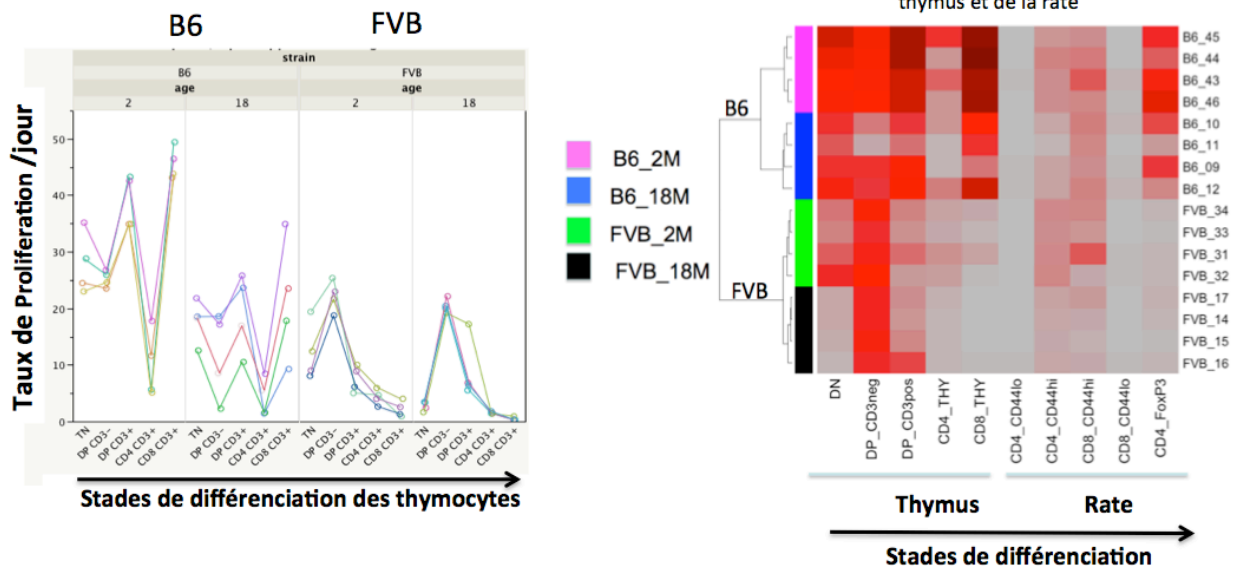 B6 FVB
strain
B6 FVB
age age
2 18 2 18
Taux de Proliferation /jour
50
40
30
20
10
0
TN DP CD3- DP CD3+ CD4 CD3+ CD8 CD3+ TN DP CD3- DP CD3+ CD4 CD3+ CD8 CD3+ TN DP CD3- DP CD3+ CD4 CD3+ CD8 CD3+ TN DP CD3- DP CD3+ CD4 CD3+ CD8 CD3+
Stades de différenciation des thymocytes
B6_2M
B6_18M
FVB_2M
FVB_18M
thymus et de la rate
B6
FVB
B6_45
B6_44
B6_43
B6_46
B6_10
B6_11
B6_09
B6_12
FVB_34
FVB_33
FVB_31
FVB_32
FVB_17
FVB_14
FVB_15
FVB_16
DN DP_CD3neg DP_CD3pos CD4_THY CD8_THY CD4_CD44lo CD4_CD44hi CD8_CD44hi CD8_CD44lo CD4_FoxP3
Thymus Rate
Stades de différenciation